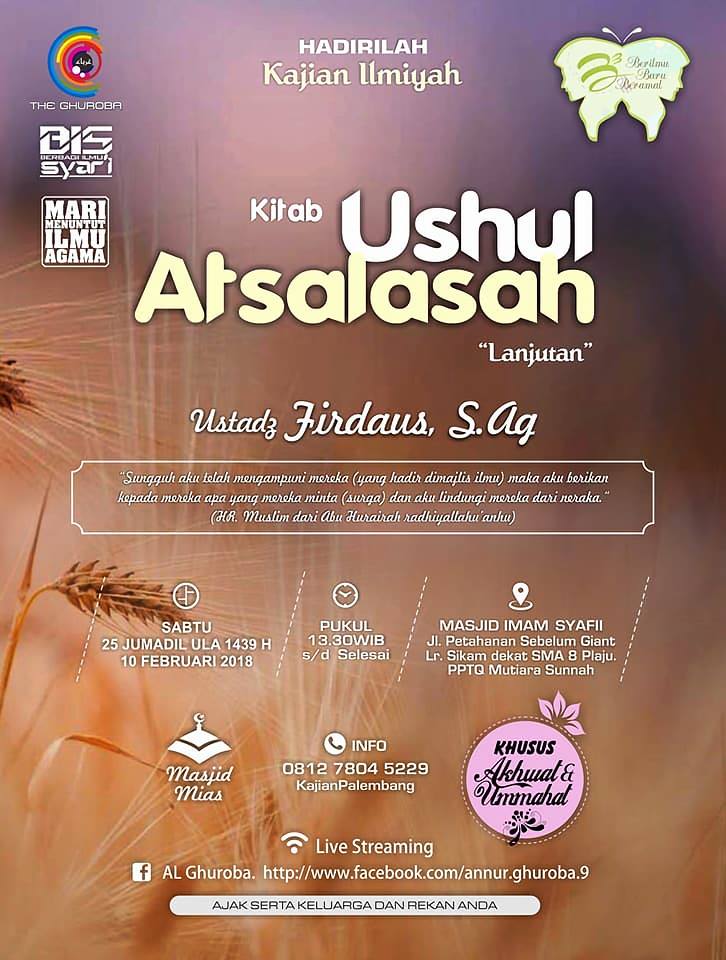 HADIRILAH
Kajian Ilmiyah
غرباء
THE GHUROBA
Berilmu
Baru
Beramal
BIS
BERBAGI ILMU
syar'i
MARI
MENUNTUT
ILMU
AGAMA
Kitab Ushul
Atsalasah
“Lanjutan”
Ustadz Firdaus, S.Ag
"Sungguh aku telah mengampuni mereka (yang hadir dimajlis ilmu) maka aku berikan
kepada mereka apa yang mereka minta (surga) dan aku lindungi mereka dari neraka."
(HR. Muslim dari Abu Hurairah radhiyallahu'anhu)
SABTU
25 JUMADIL ULA 1439 H
10 FEBRUARI 2018
PUKUL
13.30WIB
s/d Selesai
MASJID IMAM SYAFII
Jl. Petahanan Sebelum Giant
Lr. Sikam dekat SMA 8 Plaju.
PPTQ Mutiara Sunnah
Masjid
Mias
INFO
0812 7804 5229
KajianPalembang
KHUSUS
Akhwat &
Ummahat
Live Streaming
AL Ghuroba. http://www.facebook.com/annur.ghuroba.9
AJAK SERTA KELUARGA DAN REKAN ANDA